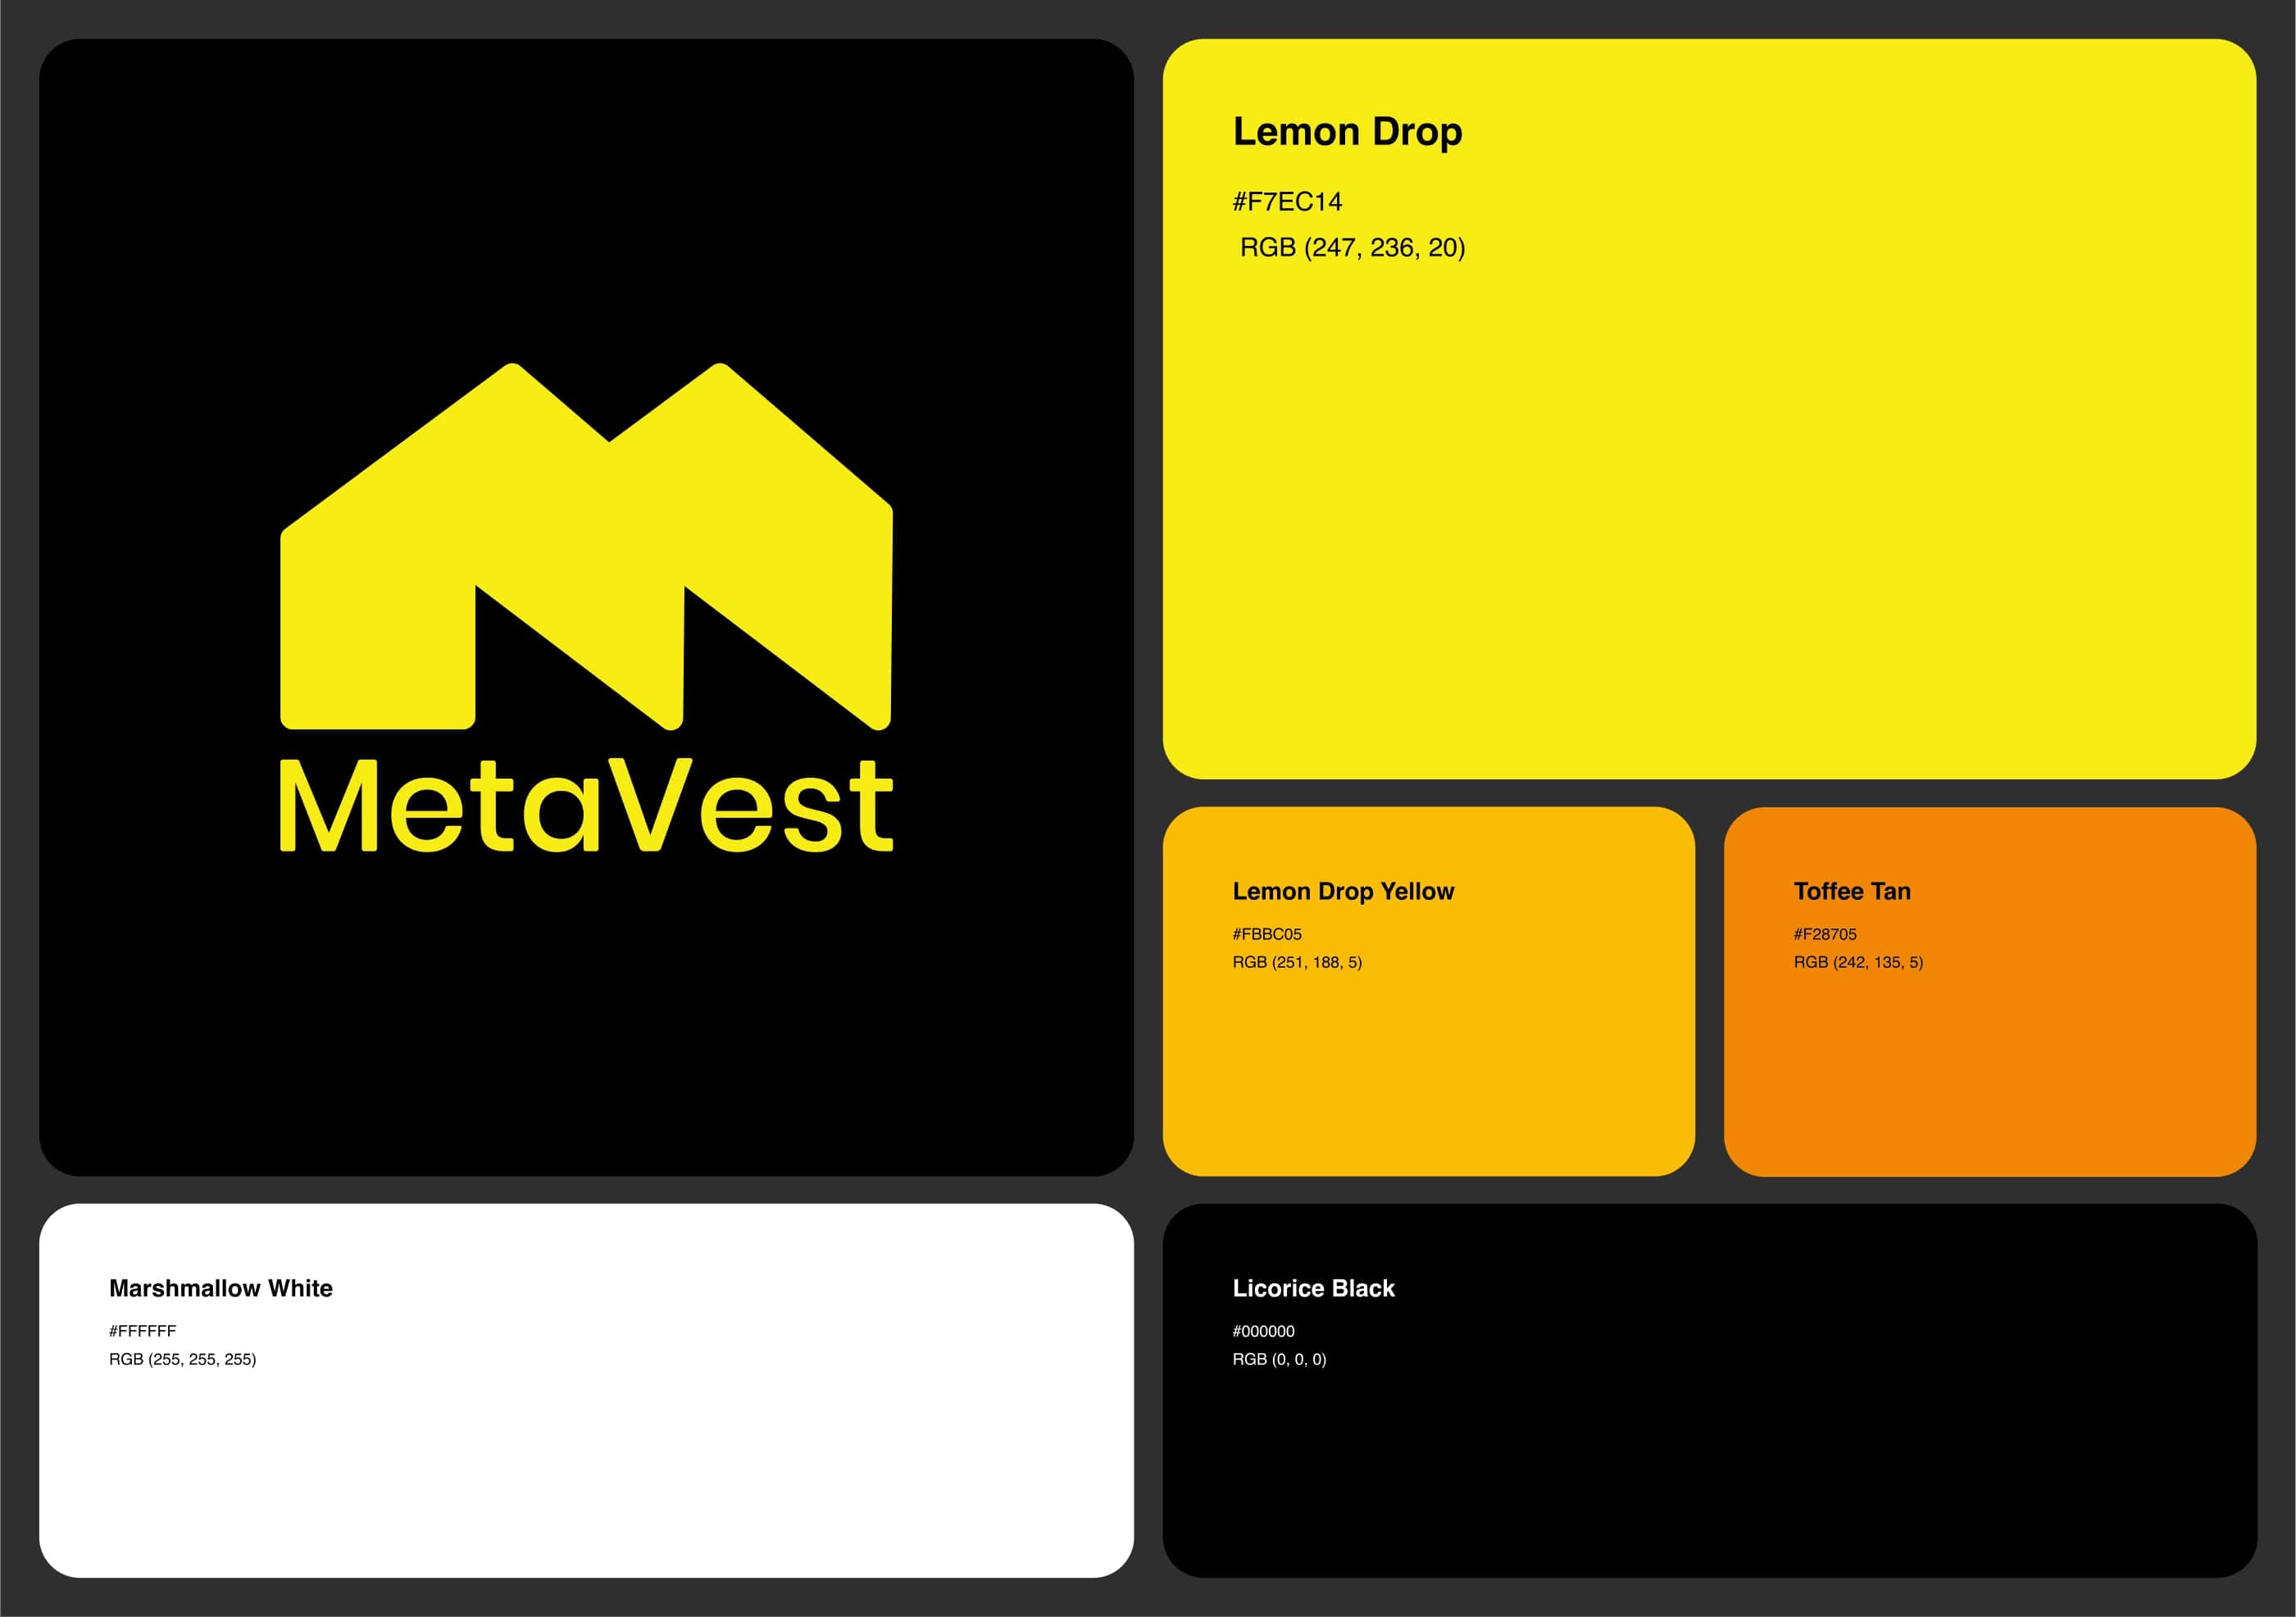 MetaVest
Lemon Drop
#F7EC14
RGB (247, 236, 20)
Lemon Drop Yellow
#FBBC05
RGB (251, 188, 5)
Toffee Tan
#F28705
RGB (242, 135, 5)
Marshmallow White
#FFFFFF
RGB (255, 255, 255)
Licorice Black
#000000
RGB (0, 0, 0)